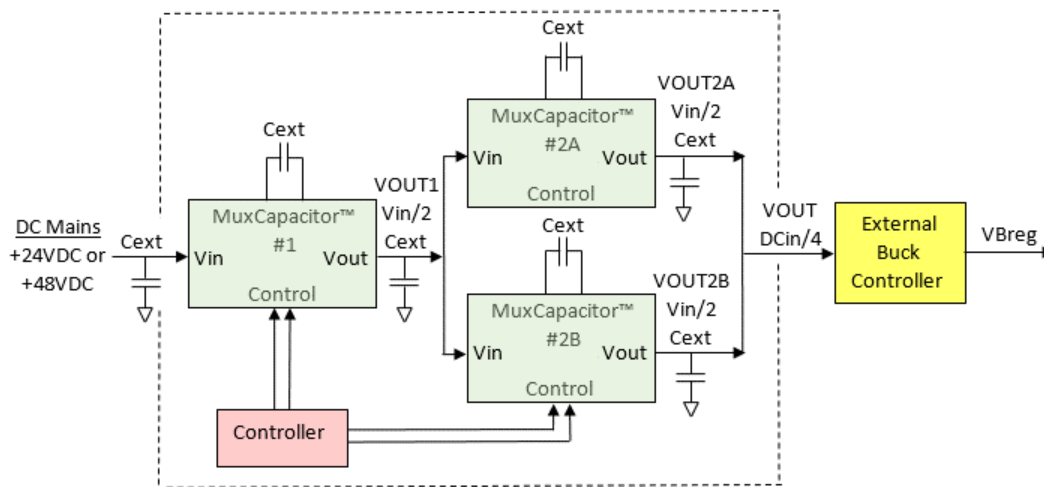 Cext
VOUT2A
Vin/2
Cext
MuxCapacitor™
#2A
Vin
Vout
Control
Cext
MuxCapacitor™
#1
Vin
Vout
Control
VOUT1
Vin/2
Cext
DC Mains
+24VDC or
+48VDC
Cext
Cext
MuxCapacitor™
#2B
Vin
Vout
Control
VOUT2B
Vin/2
Cext
VOUT
DCin/4
External
Buck
Controller
VBreg
Controller